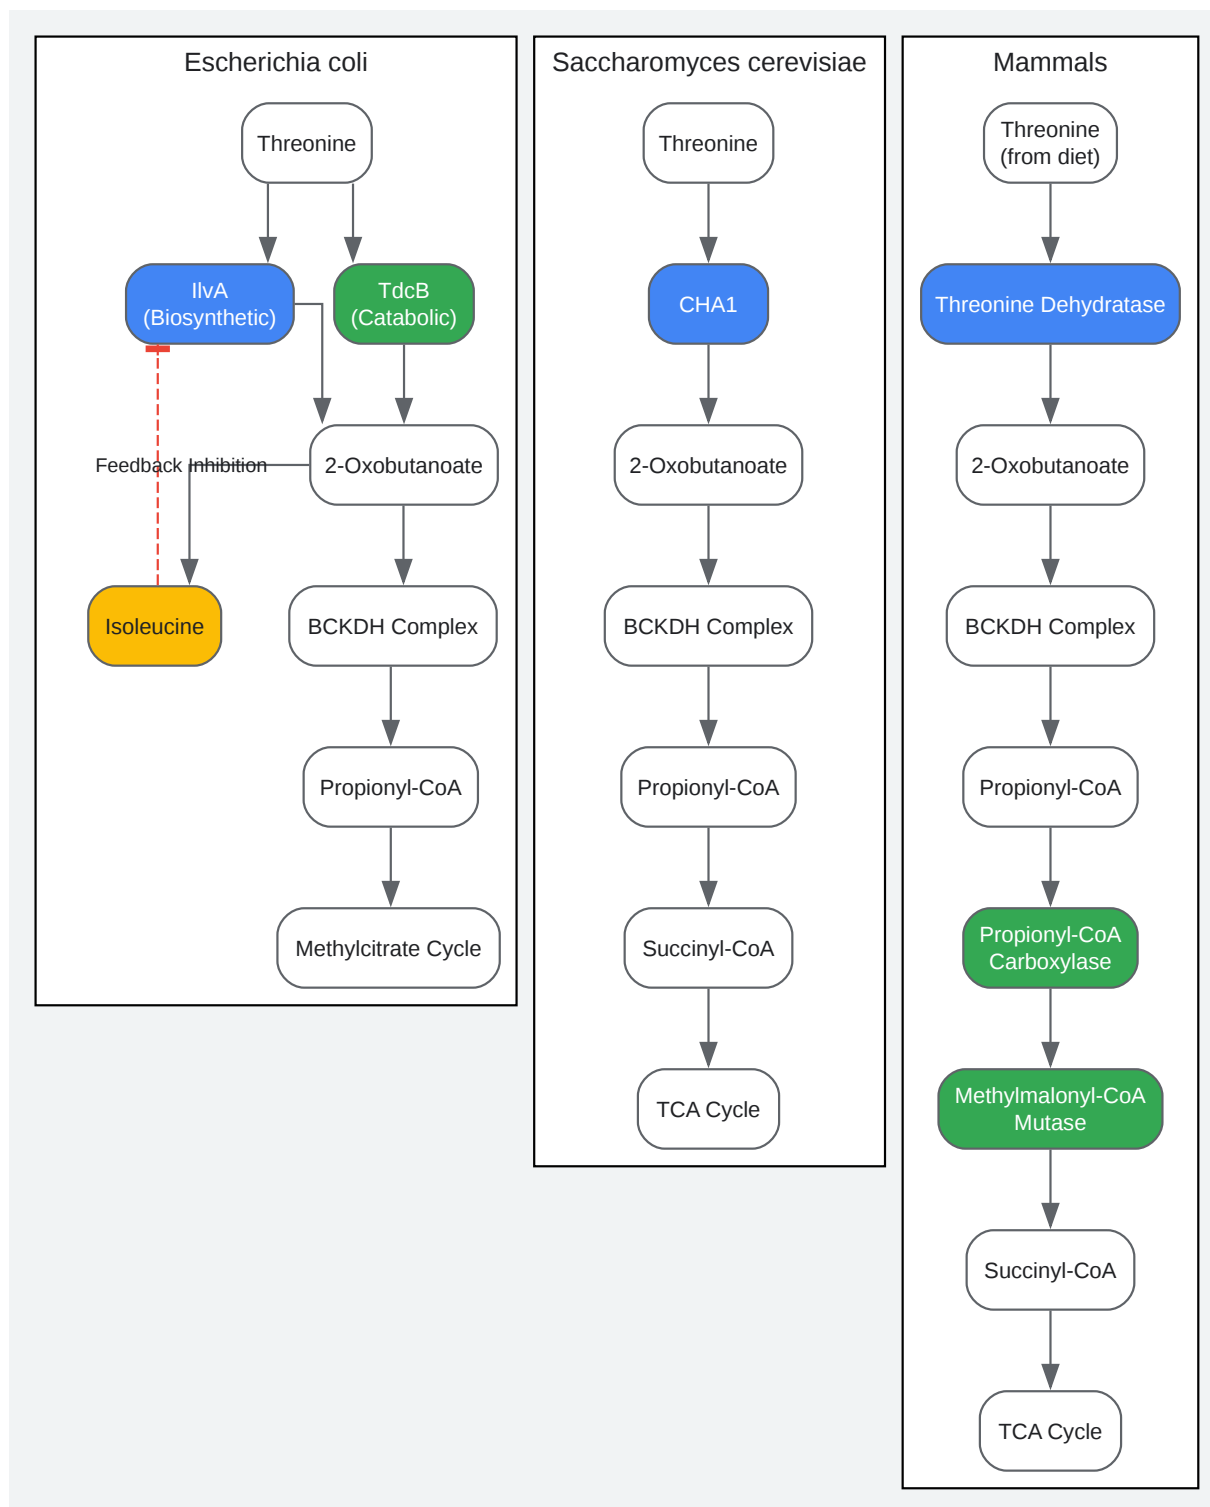 Escherichia coli
Threonine
IlvA
(Biosynthetic)
TdcB
(Catabolic)
2-Oxobutanoate
Feedback Inhibition
Isoleucine
BCKDH Complex
Propionyl-CoA
Methylcitrate Cycle
Saccharomyces cerevisiae
Threonine
CHA1
2-Oxobutanoate
BCKDH Complex
Propionyl-CoA
Succinyl-CoA
TCA Cycle
Mammals
Threonine
(from diet)
Threonine Dehydratase
2-Oxobutanoate
BCKDH Complex
Propionyl-CoA
Propionyl-CoA
Carboxylase
Methylmalonyl-CoA
Mutase
Succinyl-CoA
TCA Cycle